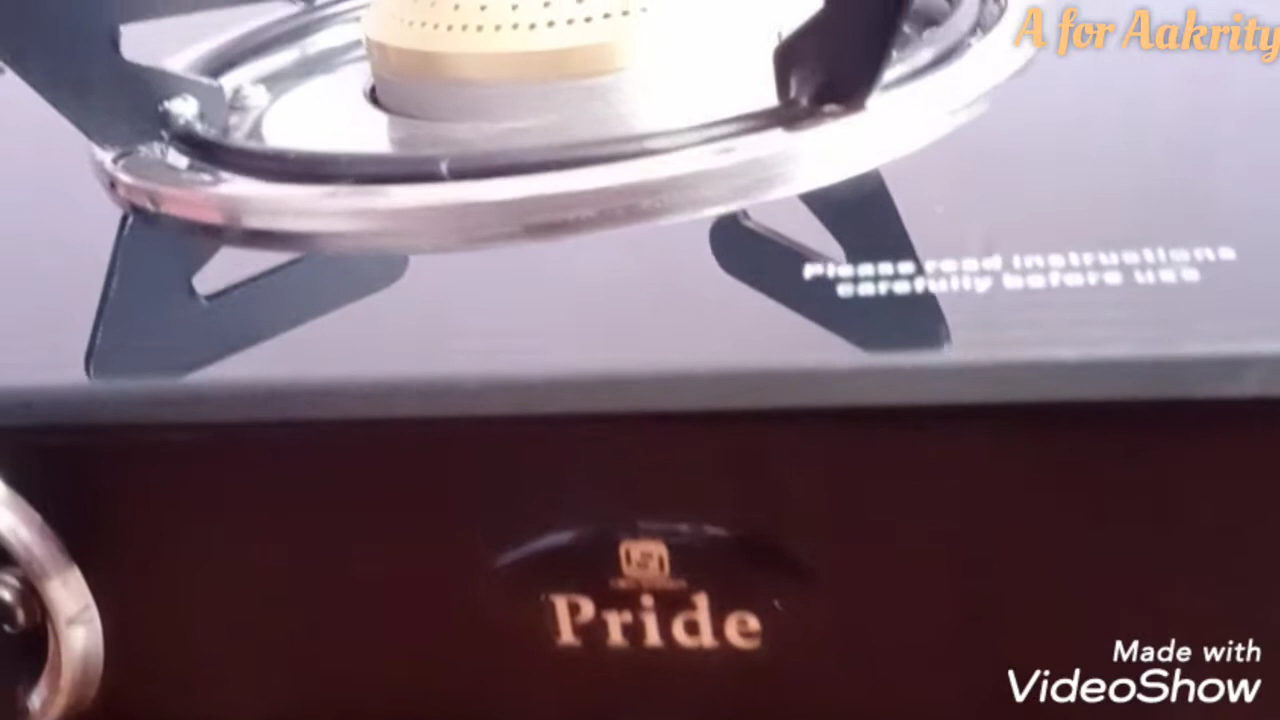 A for Aakrity
Please read instructions
carefully before use
Pride
Made with
VideoShow